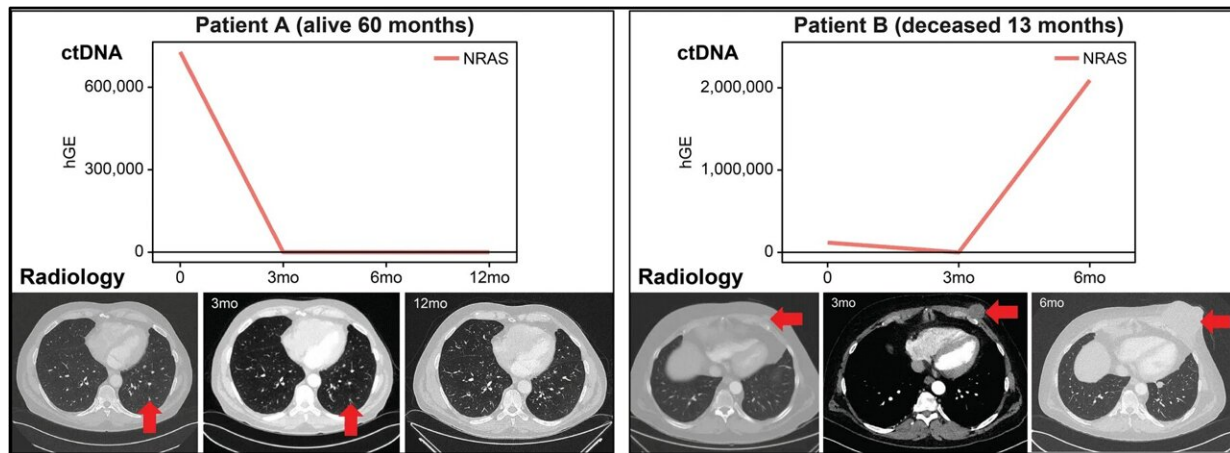 Patient A (alive 60 months)
ctDNA
NRAS
hGE
600,000
300,000
0
0 3mo 6mo 12mo
Radiology
3mo
12mo
Patient B (deceased 13 months)
ctDNA
NRAS
hGE
2,000,000
1,000,000
0
0 3mo 6mo
Radiology
3mo
6mo